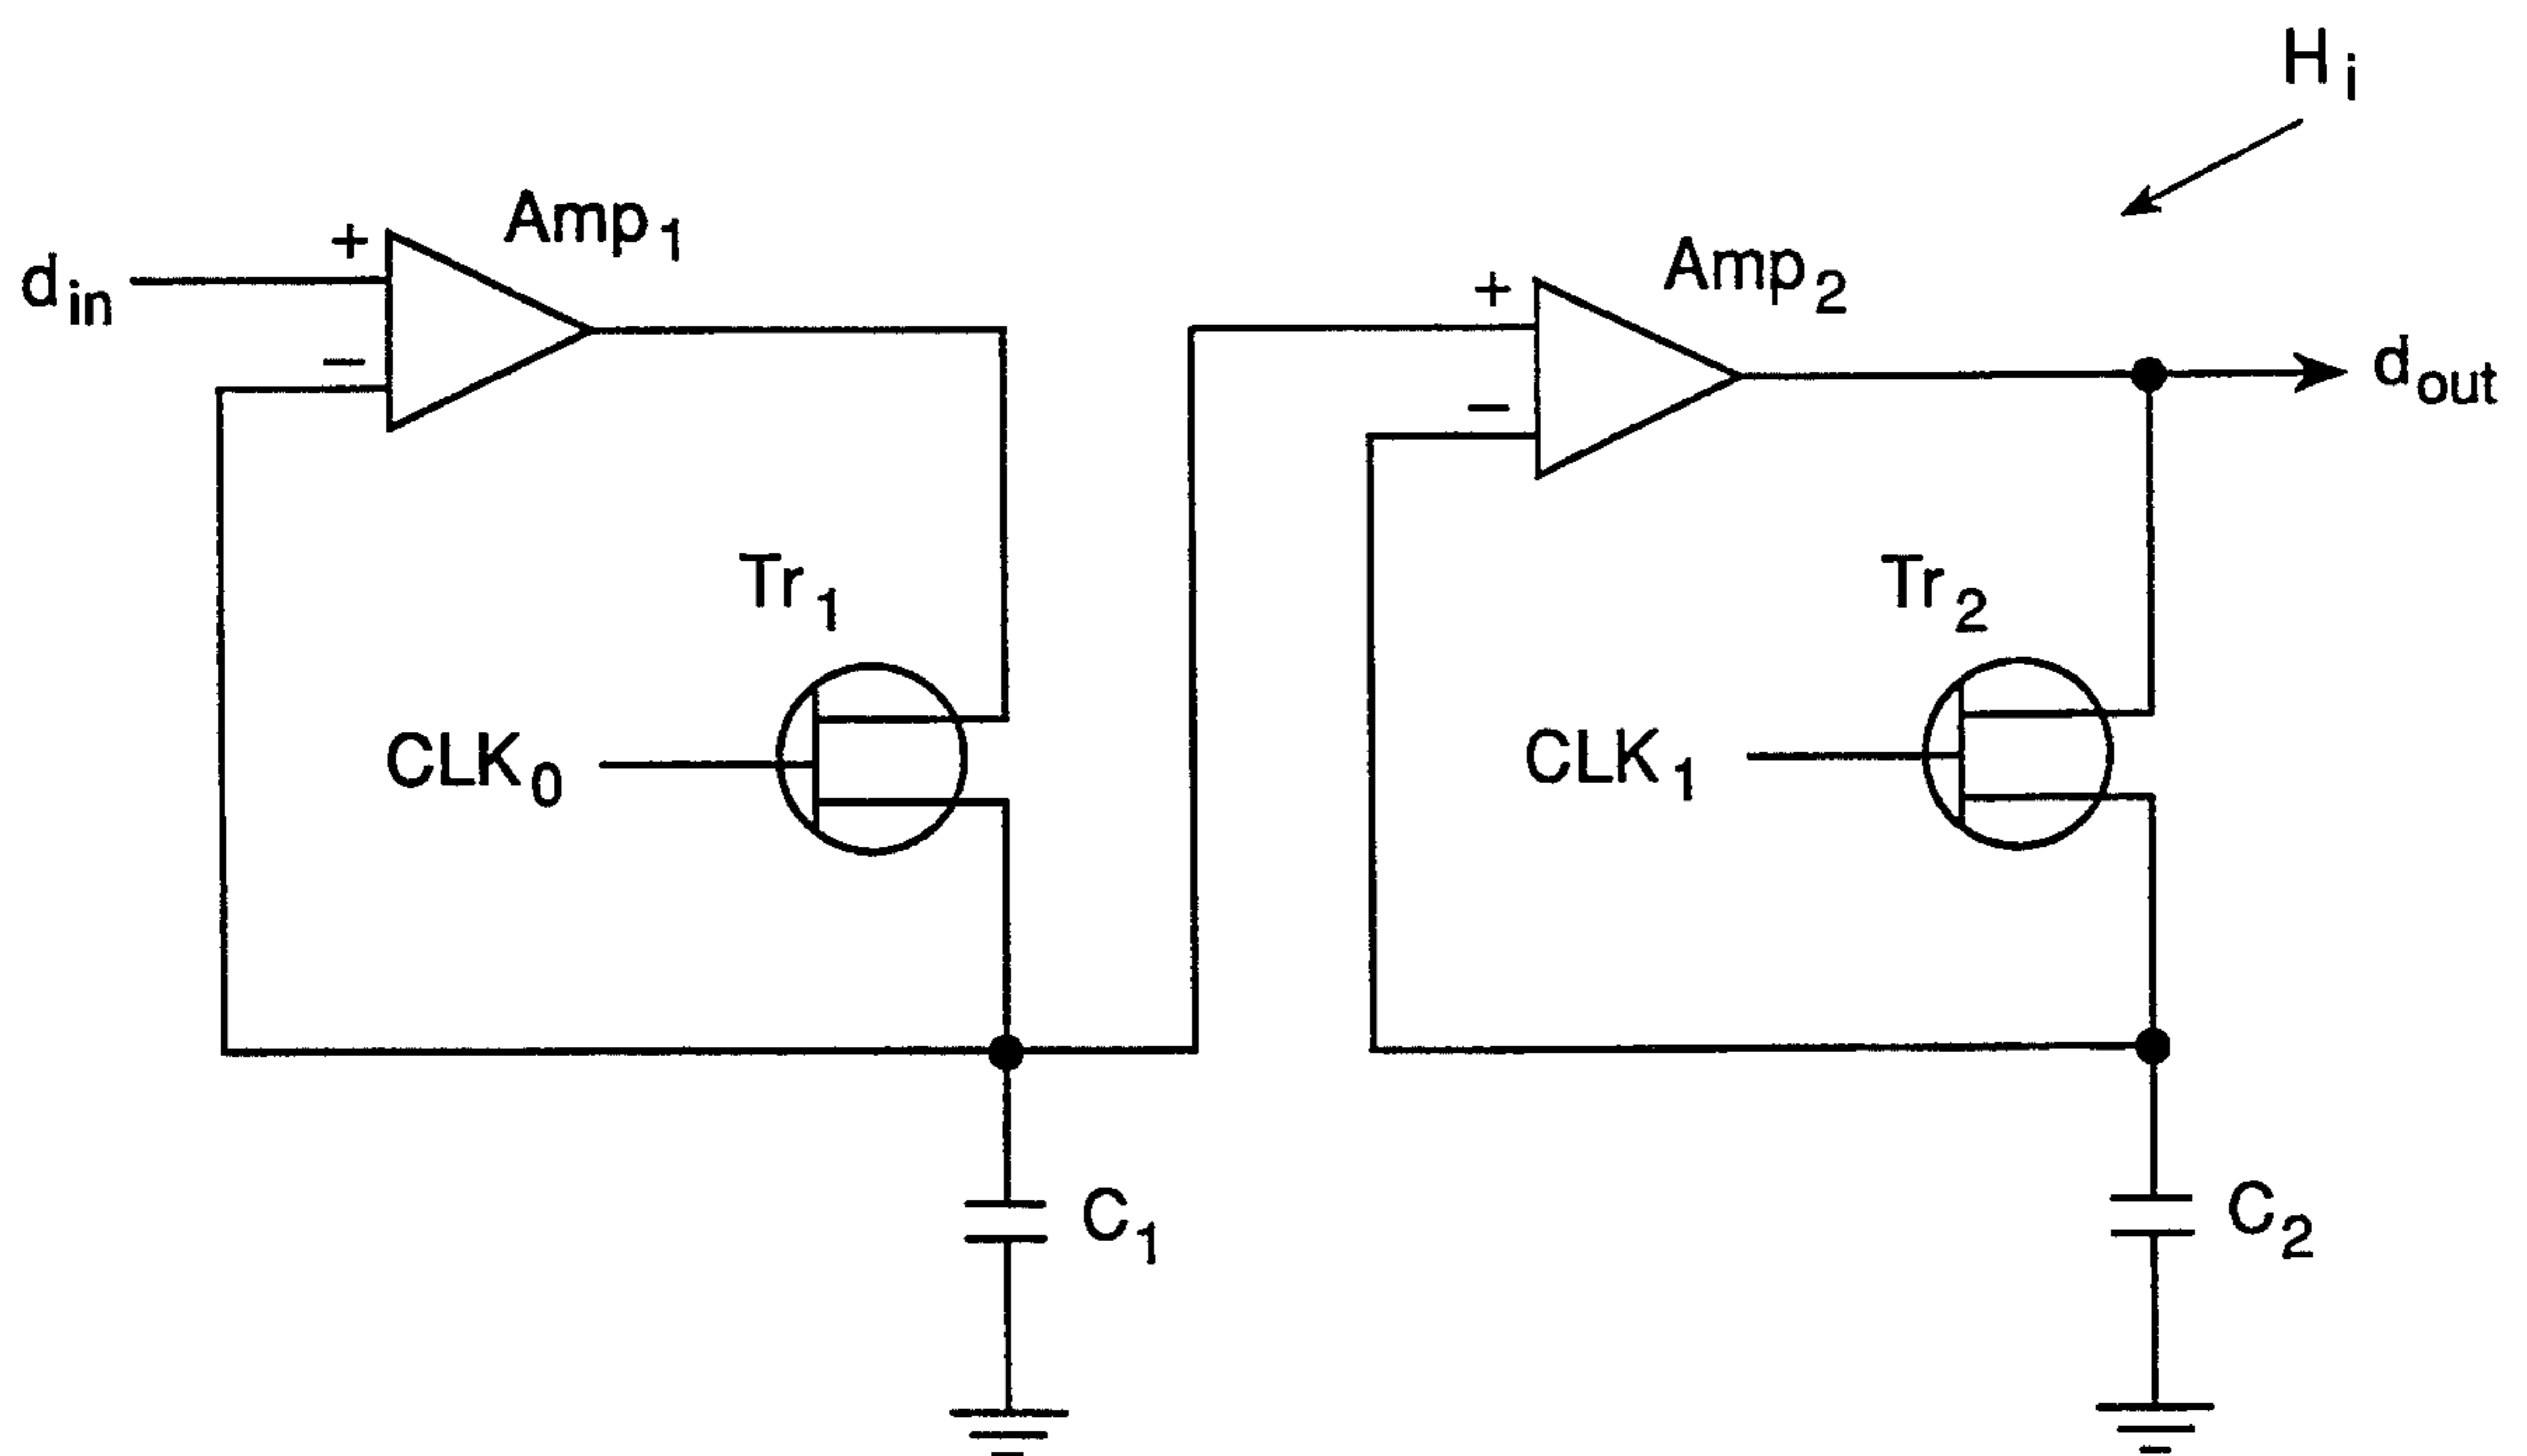 H i
Amp 1
+
d in
−
Amp 2
+
−
d out
Tr 1
Tr 2
CLK 0
CLK 1
C 1
C 2